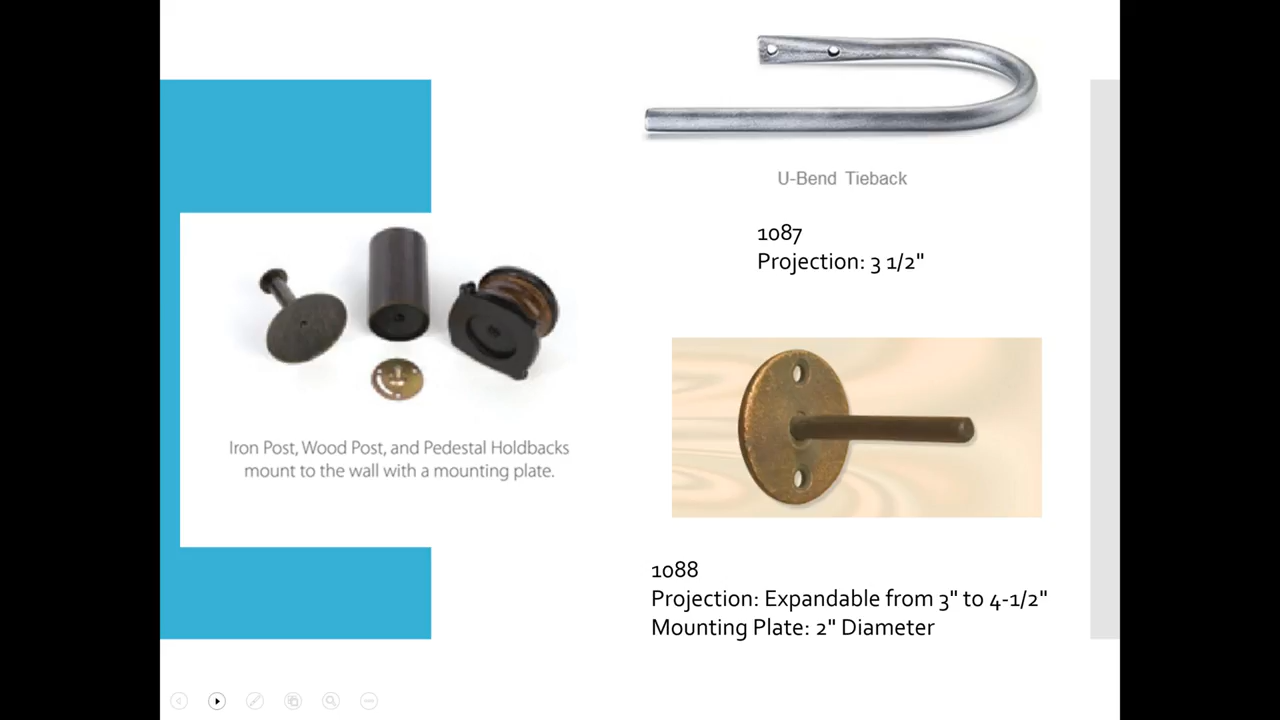 U-Bend Tieback
1087
Projection: 3 1/2"
Iron Post, Wood Post, and Pedestal Holdbacks
mount to the wall with a mounting plate.
1088
Projection: Expandable from 3" to 4-1/2"
Mounting Plate: 2" Diameter